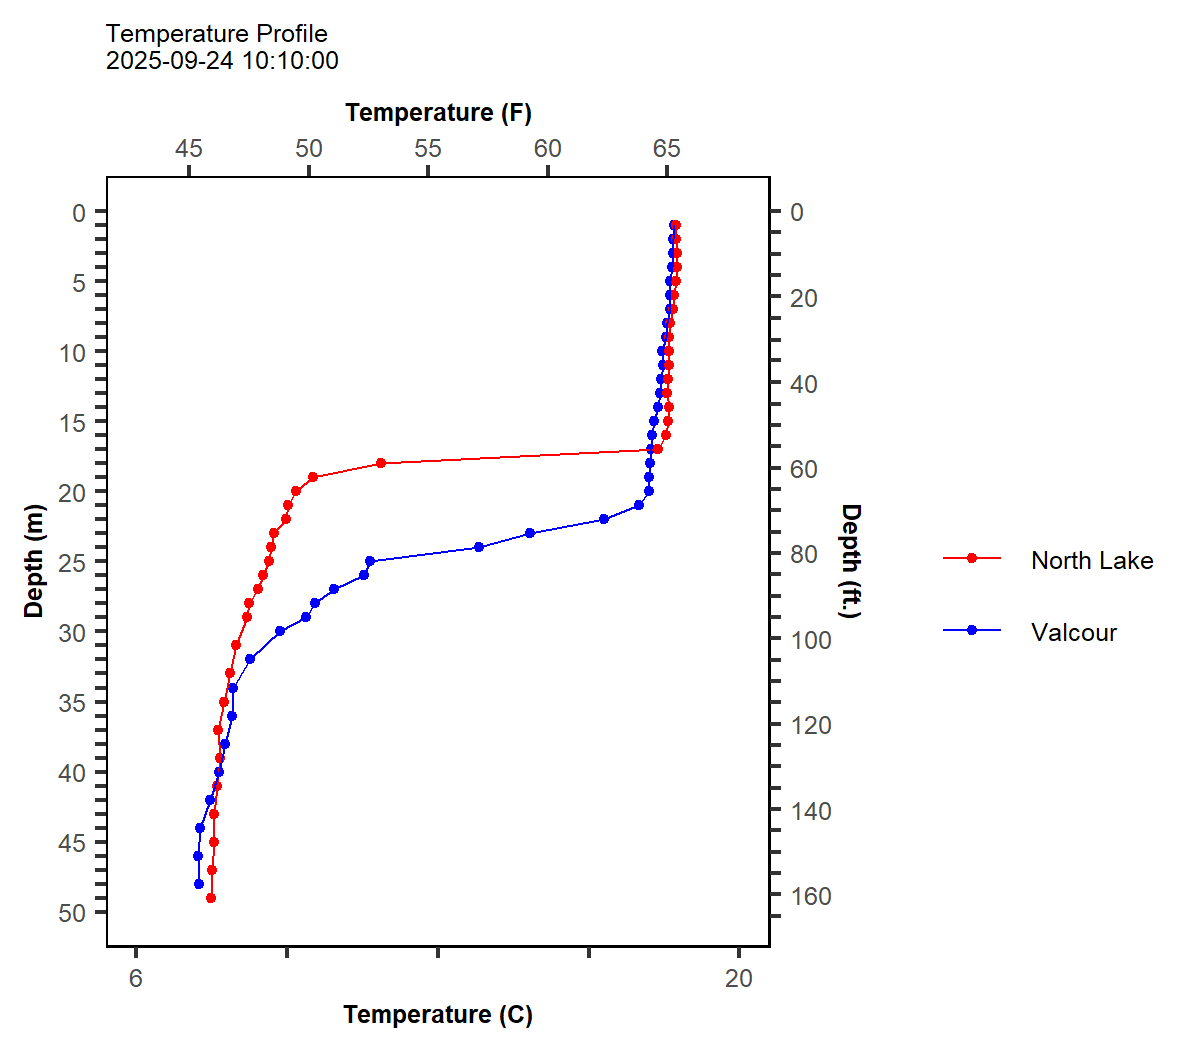 Temperature Profile
2025-09-24 10:10:00
Temperature (F)
45 50 55 60 65
0 0
5
20
10
40
15
60
20
Depth (m)
Depth (ft.)
80
25
North Lake
Valcour
30
100
35
120
40
140
45
160
50
6 20
Temperature (C)